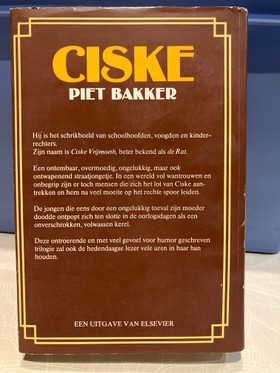 CISKE
PIET BAKKER
Hij is het schrikbeeld van schoolhoofden, voogden en kinder-
rechters.
Zijn naam is Ciske Vrijmoeth, beter bekend als de Rat.
Een ontembaar, overmoedig, ongelukkig, maar ook
ontwapenend straatjongetje. In een wereld vol wantrouwen en
onbegrip zijn er toch mensen die zich het lot van Ciske aan-
trekken en hem na veel moeite op het rechte spoor leiden.
De jongen die eens door een ongelukkig toeval zijn moeder
doodde ontpopt zich ten slotte in de oorlogsdagen als een
onverschrokken, volwassen kerel.
Deze ontroerende en met veel gevoel voor humor geschreven
trilogie zal ook de hedendaagse lezer vele uren in haar ban
houden.
EEN UITGAVE VAN ELSEVIER